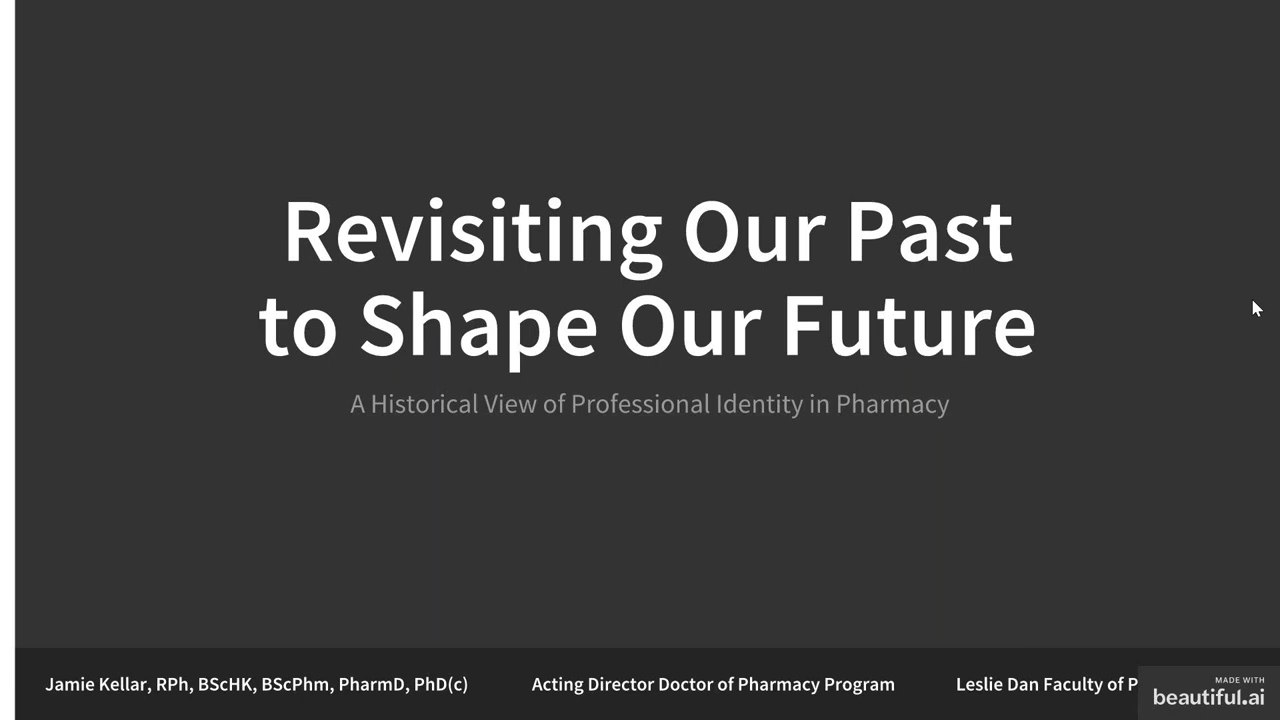 Revisiting Our Past
to Shape Our Future
A Historical View of Professional Identity in Pharmacy
Jamie Kellar, RPh, BScHK, BScPhm, PharmD, PhD(c)
Acting Director Doctor of Pharmacy Program
Leslie Dan Faculty of P
MADE WITH
beautiful.ai